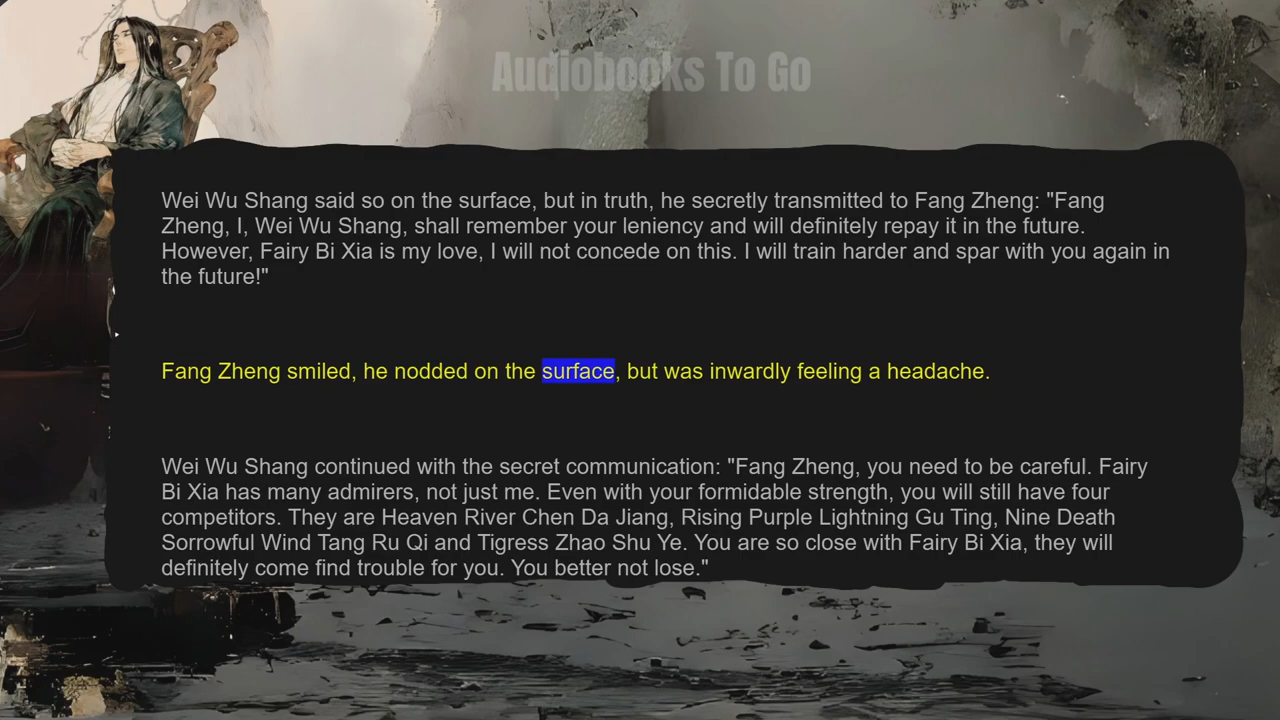 Audiobooks To Go
Wei Wu Shang said so on the surface, but in truth, he secretly transmitted to Fang Zheng: "Fang
Zheng, I, Wei Wu Shang, shall remember your leniency and will definitely repay it in the future.
However, Fairy Bi Xia is my love, I will not concede on this. I will train harder and spar with you again in
the future!"
Fang Zheng smiled, he nodded on the surface, but was inwardly feeling a headache.
Wei Wu Shang continued with the secret communication: "Fang Zheng, you need to be careful. Fairy
Bi Xia has many admirers, not just me. Even with your formidable strength, you will still have four
competitors. They are Heaven River Chen Da Jiang, Rising Purple Lightning Gu Ting, Nine Death
Sorrowful Wind Tang Ru Qi and Tigress Zhao Shu Ye. You are so close with Fairy Bi Xia, they will
definitely come find trouble for you. You better not lose."